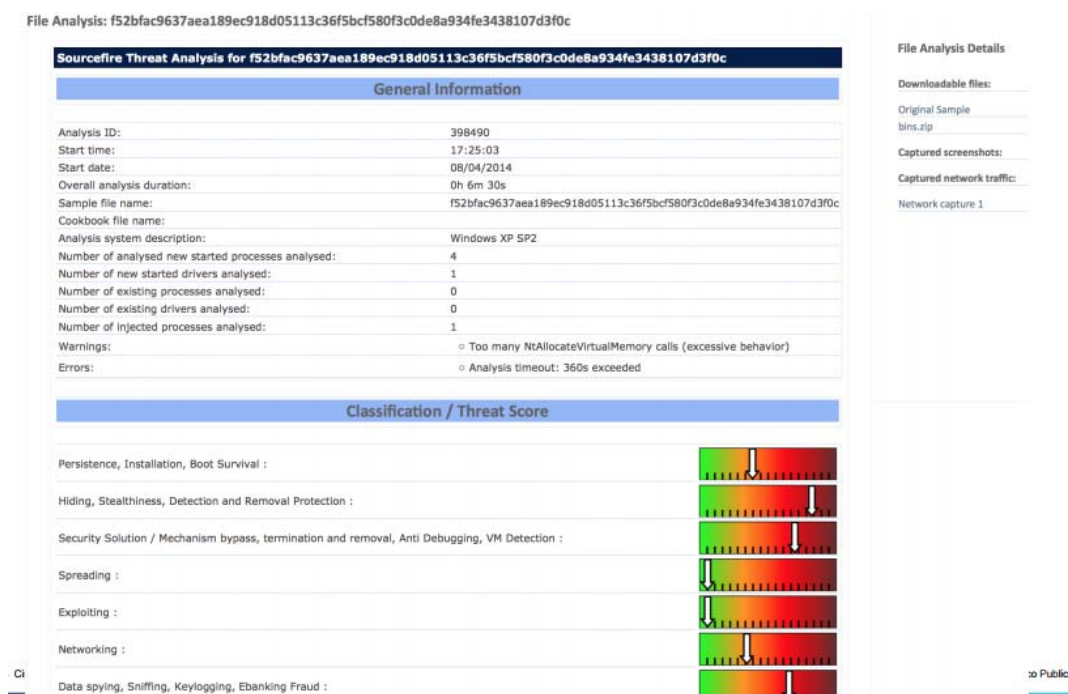 File Analysis: f52bfac9637aea189ec918d05113c36f5bcf580f3c0de8a934fe3438107d3f0c
Sourcefire Threat Analysis for f52bfac9637aea189ec918d05113c36f5bcf580f3c0de8a934fe3438107d3f0c
General Information
Analysis ID: 398490
Start time: 17:25:03
Start date: 08/04/2014
Overall analysis duration: 0h 6m 30s
Sample file name: f52bfac9637aea189ec918d05113c36f5bcf580f3c0de8a934fe3438107d3f0c
Cookbook file name:
Analysis system description: Windows XP SP2
Number of analysed new started processes analysed: 4
Number of new started drivers analysed: 1
Number of existing processes analysed: 0
Number of existing drivers analysed: 0
Number of injected processes analysed: 1
Warnings: ○ Too many NtAllocateVirtualMemory calls (excessive behavior)
Errors: ○ Analysis timeout: 360s exceeded
Classification / Threat Score
Persistence, Installation, Boot Survival :
Hiding, Stealthiness, Detection and Removal Protection :
Security Solution / Mechanism bypass, termination and removal, Anti Debugging, VM Detection :
Spreading :
Exploiting :
Networking :
Data spying, Sniffing, Keylogging, Ebanking Fraud :
File Analysis Details
Downloadable files:
Original Sample
bins.zip
Captured screenshots:
Captured network traffic:
Network capture 1
Ci
co Public